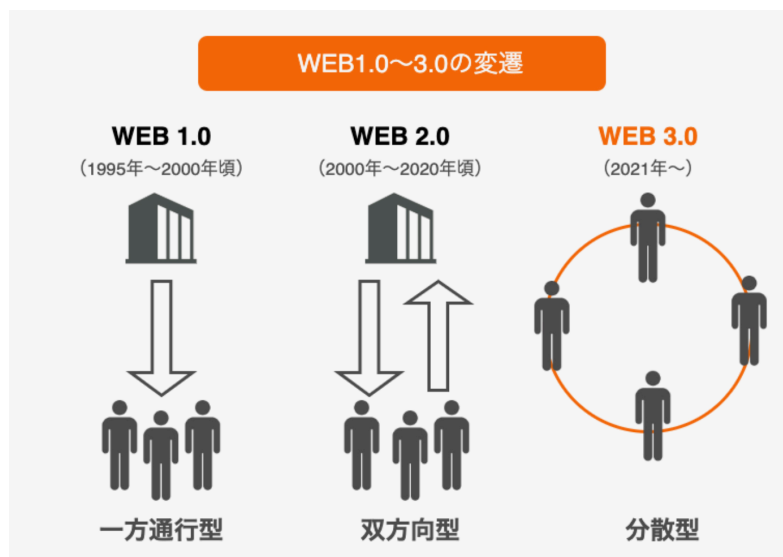 WEB1.0〜3.0の変遷
WEB 1.0
（1995年〜2000年頃）
一方通行型
WEB 2.0
（2000年〜2020年頃）
双方向型
WEB 3.0
（2021年〜）
分散型